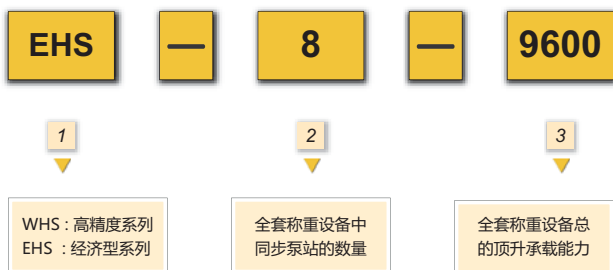 EHS — 8 — 9600
1 2 3
WHS : 高精度系列
EHS : 经济型系列
全套称重设备中
同步泵站的数量
全套称重设备总
的顶升承载能力